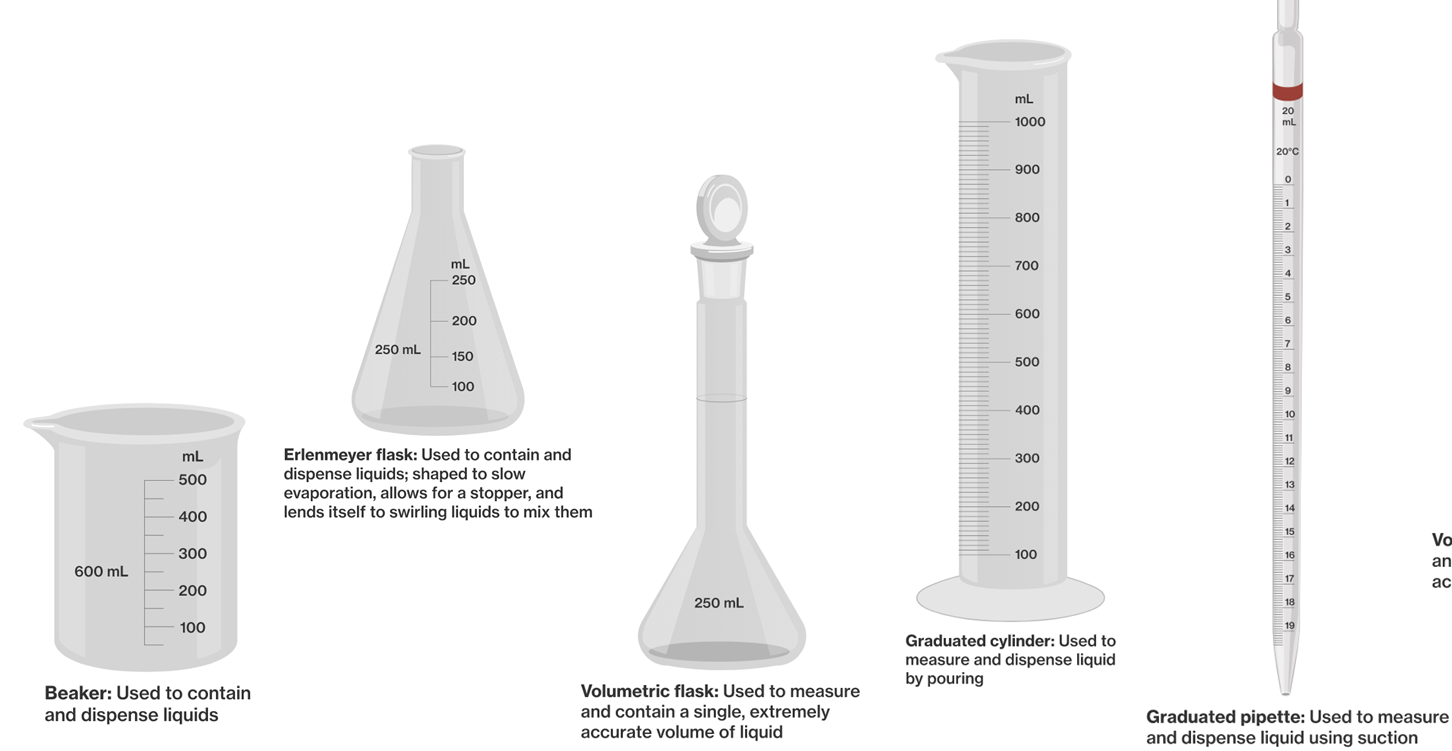 mL
500
400
300
200
100
600 mL
Beaker: Used to contain
and dispense liquids
mL
250
200
150
100
250 mL
Erlenmeyer flask: Used to contain and
dispense liquids; shaped to slow
evaporation, allows for a stopper, and
lends itself to swirling liquids to mix them
250 mL
Volumetric flask: Used to measure
and contain a single, extremely
accurate volume of liquid
mL
1000
900
800
700
600
500
400
300
200
100
Graduated cylinder: Used to
measure and dispense liquid
by pouring
20
mL
20°C
0
1
2
3
4
5
6
7
8
9
10
11
12
13
14
15
16
17
18
19
Graduated pipette: Used to measure
and dispense liquid using suction
Vo
an
ac